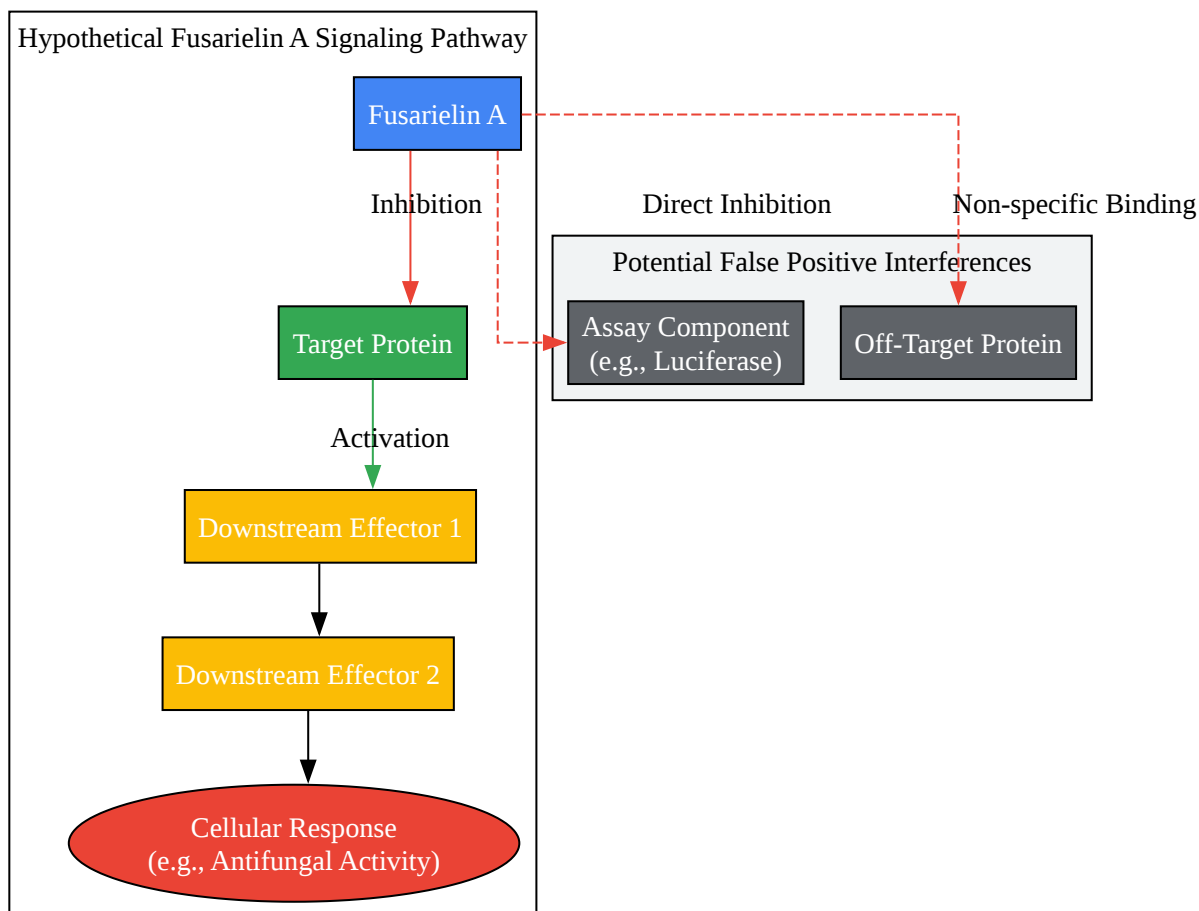 Hypothetical Fusarielin A Signaling Pathway
Fusarielin A
Inhibition
Direct Inhibition
Non-specific Binding
Potential False Positive Interferences
Target Protein
Assay Component
(e.g., Luciferase)
Off-Target Protein
Activation
Downstream Effector 1
Downstream Effector 2
Cellular Response
(e.g., Antifungal Activity)